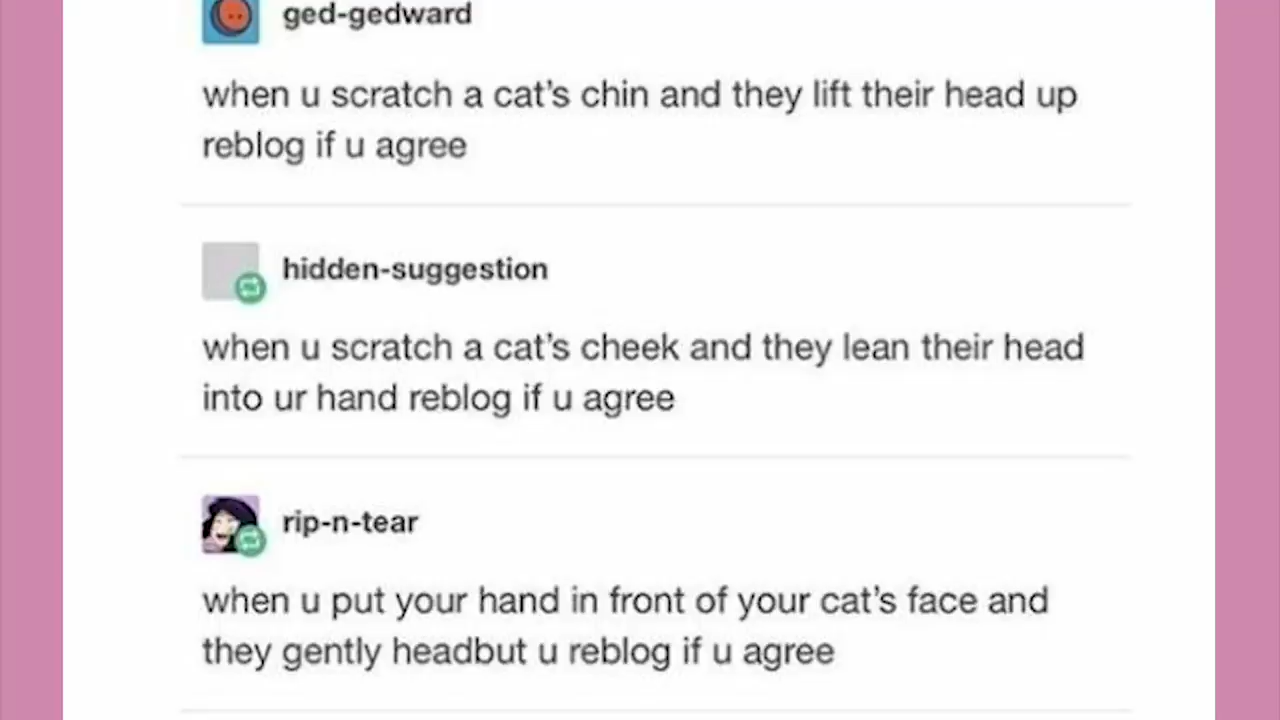 ged-gedward
when u scratch a cat’s chin and they lift their head up
reblog if u agree
hidden-suggestion
when u scratch a cat’s cheek and they lean their head
into ur hand reblog if u agree
rip-n-tear
when u put your hand in front of your cat’s face and
they gently headbut u reblog if u agree